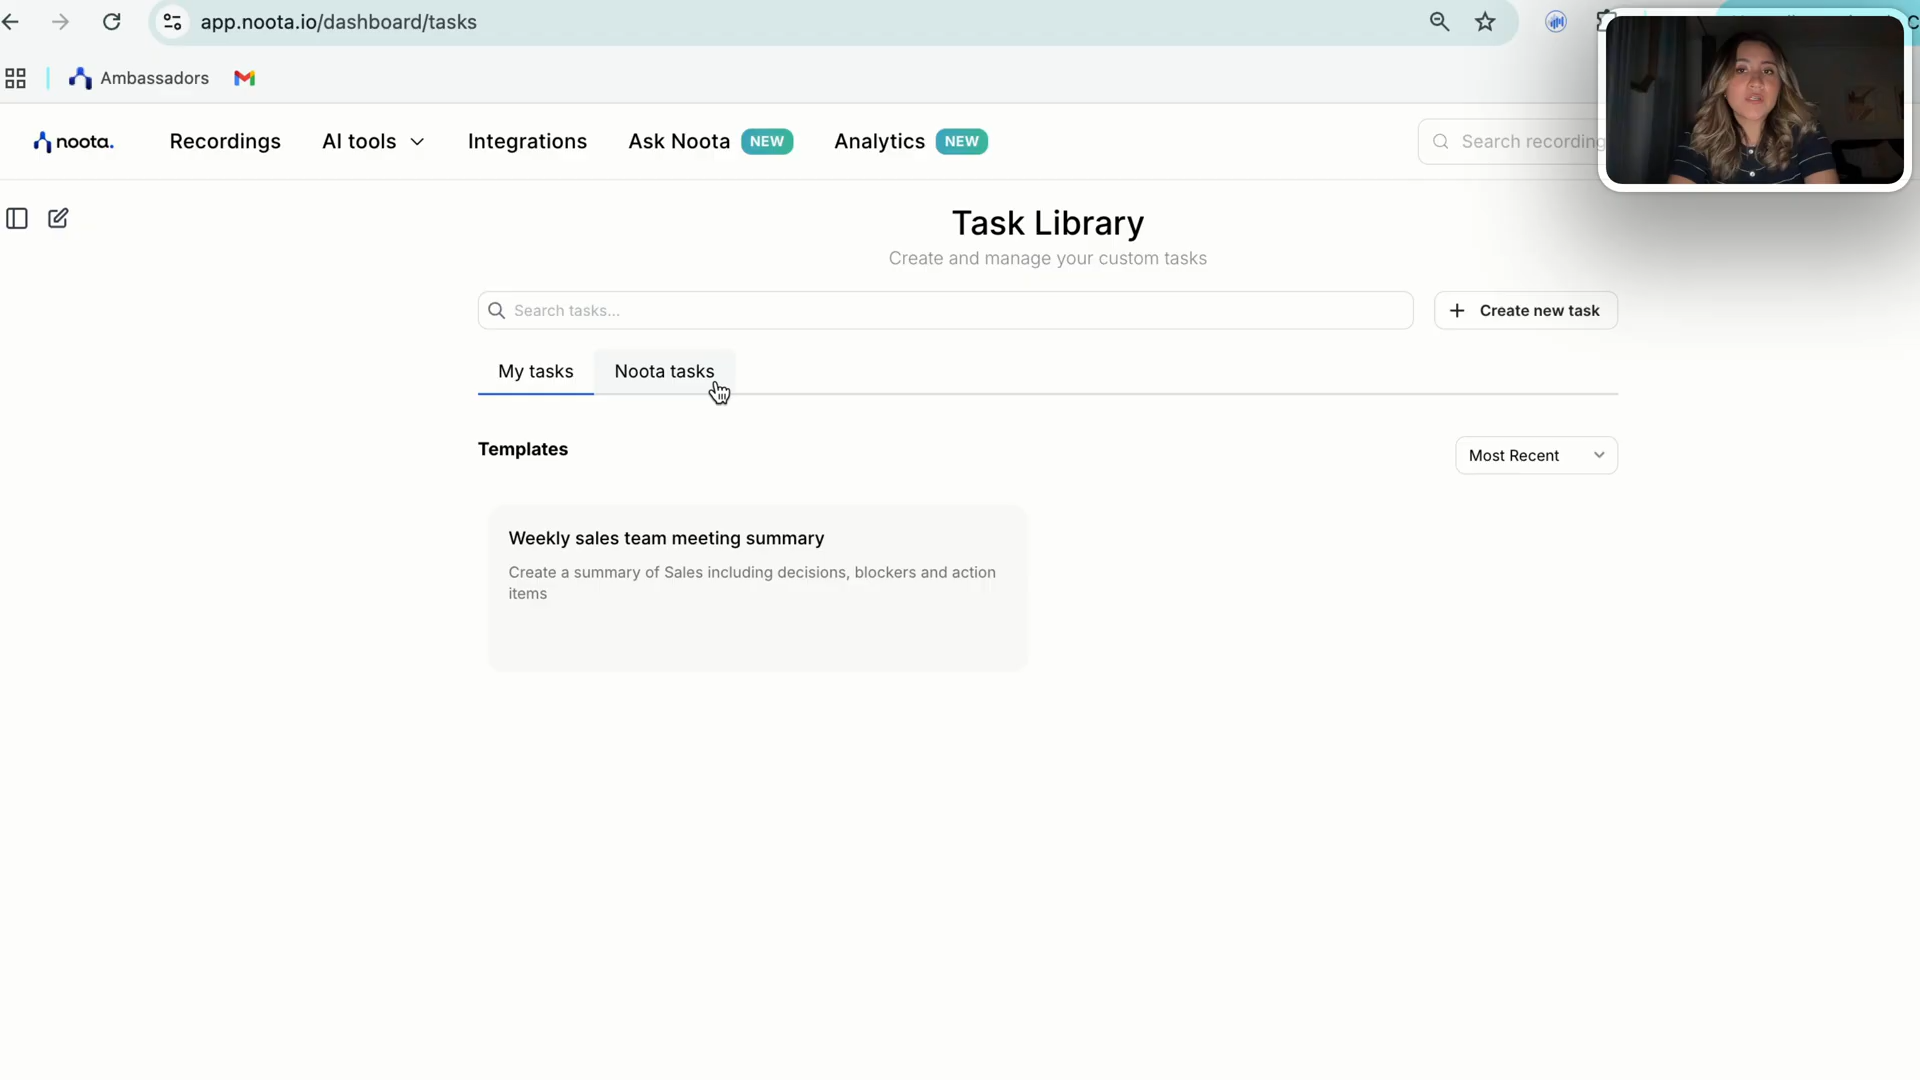 app.noota.io/dashboard/tasks
Ambassadors
noota.
Recordings
AI tools
Integrations
Ask Noota NEW
Analytics NEW
Search recording
Task Library
Create and manage your custom tasks
Search tasks...
Create new task
My tasks
Noota tasks
Templates
Most Recent
Weekly sales team meeting summary
Create a summary of Sales including decisions, blockers and action
items